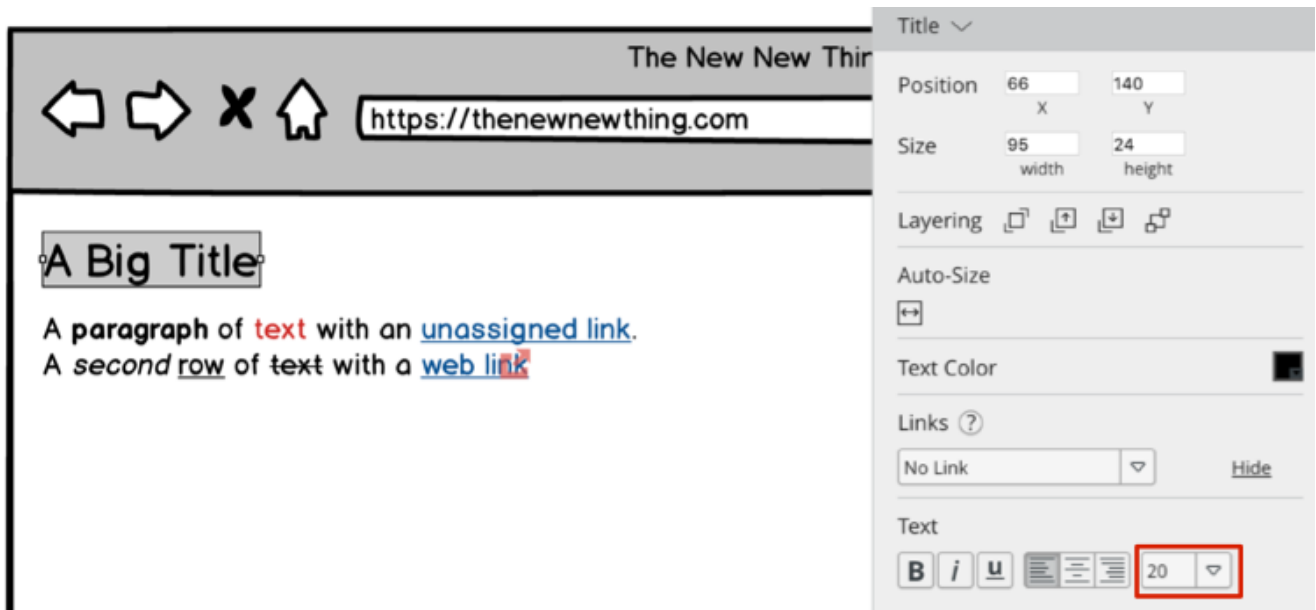 The New New Thin
https://thenewnewthing.com
A Big Title
A paragraph of text with an unassigned link.
A second row of text with a web link
Title
Position 66 140
X Y
Size 95 24
width height
Layering
Auto-Size
Text Color
Links ?
No Link Hide
Text
B i u 20